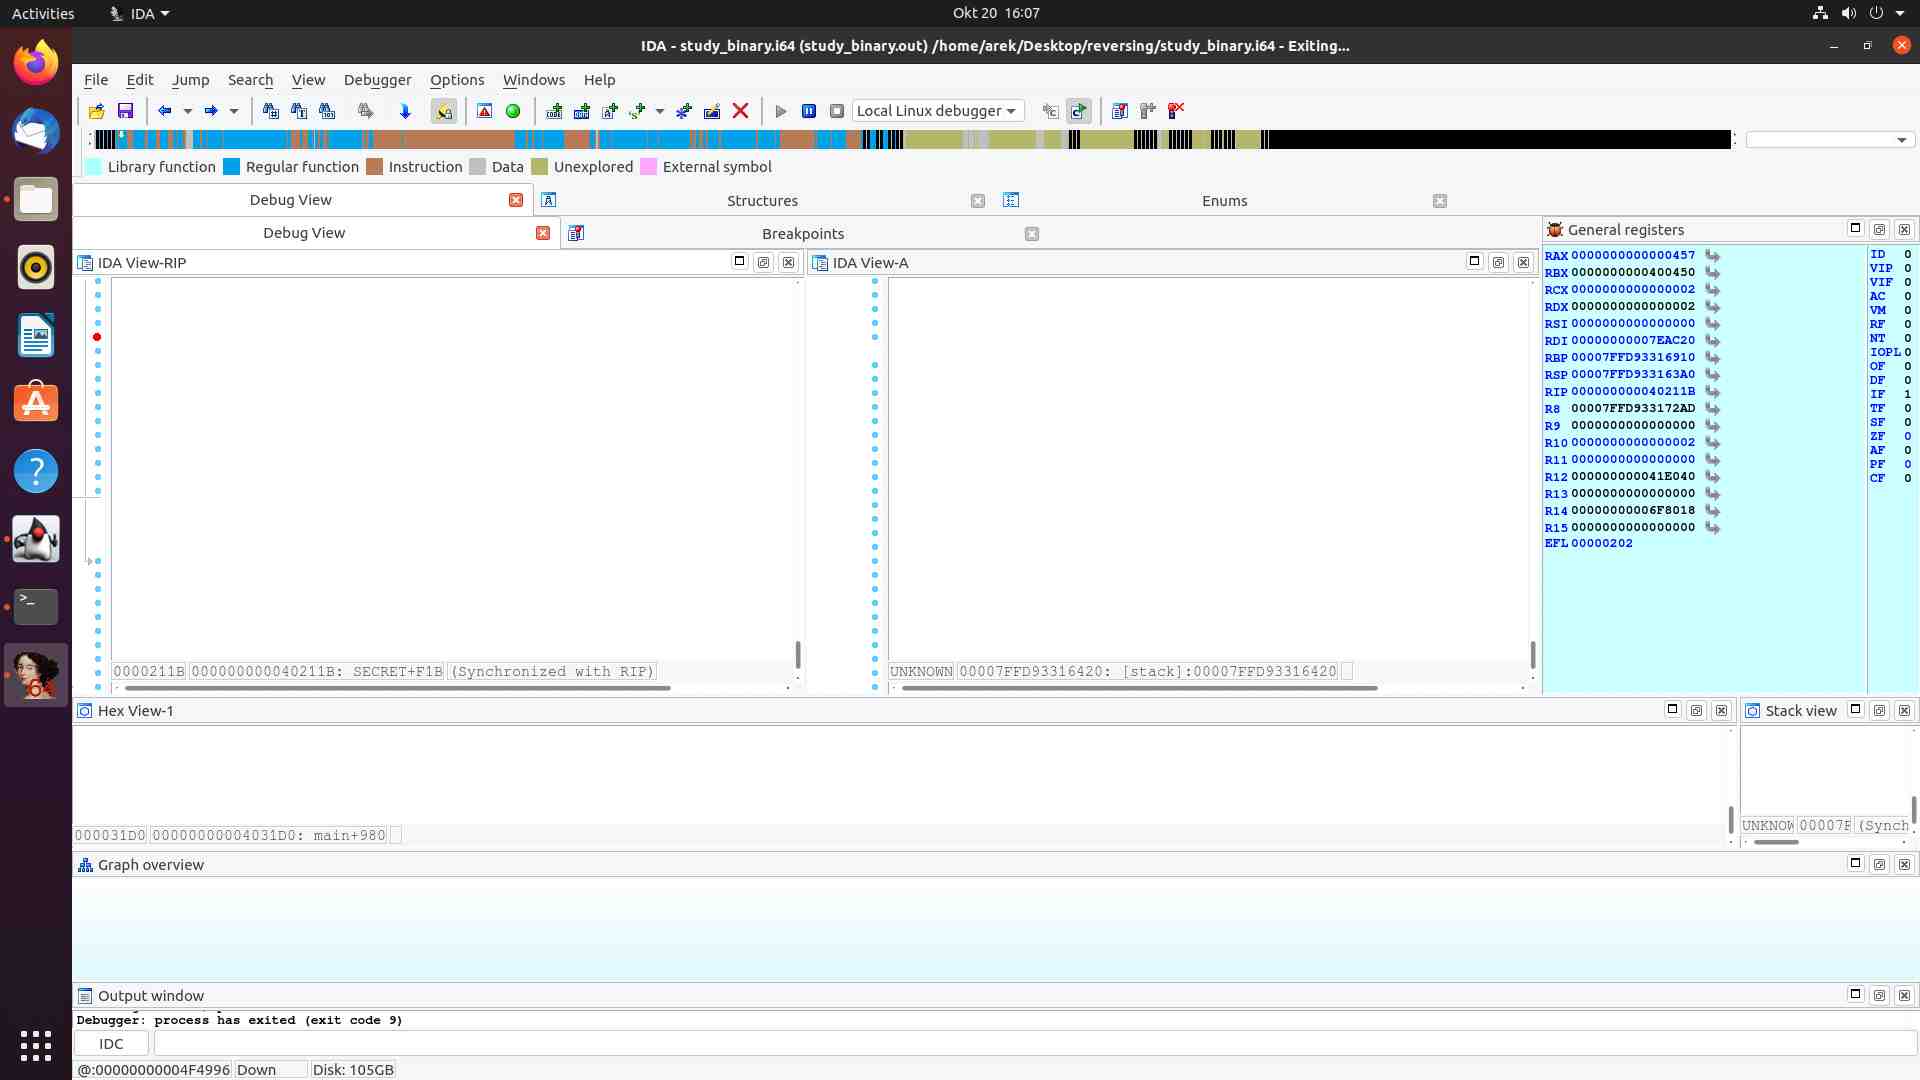 Activities
IDA
Okt 20 16:07
IDA - study_binary.i64 (study_binary.out) /home/arek/Desktop/reversing/study_binary.i64 - Exiting...
File Edit Jump Search View Debugger Options Windows Help
Local Linux debugger
Library function Regular function Instruction Data Unexplored External symbol
Debug View Structures Enums
Debug View Breakpoints
General registers
IDA View-RIP
IDA View-A
RAX 0000000000000457
RBX 0000000000400450
RCX 0000000000000002
RDX 0000000000000002
RSI 0000000000000000
RDI 00000000007EAC20
RBP 00007FFD93316910
RSP 00007FFD933163A0
RIP 000000000040211B
R8 00007FFD933172AD
R9 0000000000000000
R10 0000000000000002
R11 0000000000000000
R12 000000000041E040
R13 0000000000000000
R14 00000000006F8018
R15 0000000000000000
EFL 00000202
ID 0
VIP 0
VIF 0
AC 0
VM 0
RF 0
NT 0
IOPL 0
OF 0
DF 0
IF 1
TF 0
SF 0
ZF 0
AF 0
PF 0
CF 0
0000211B 000000000040211B: SECRET+F1B (Synchronized with RIP)
UNKNOWN 00007FFD93316420: [stack]:00007FFD93316420
Hex View-1
Stack view
000031D0 00000000004031D0: main+980
UNKNOW 00007F (Synch
Graph overview
Output window
Debugger: process has exited (exit code 9)
IDC
@:00000000004F4996 Down Disk: 105GB